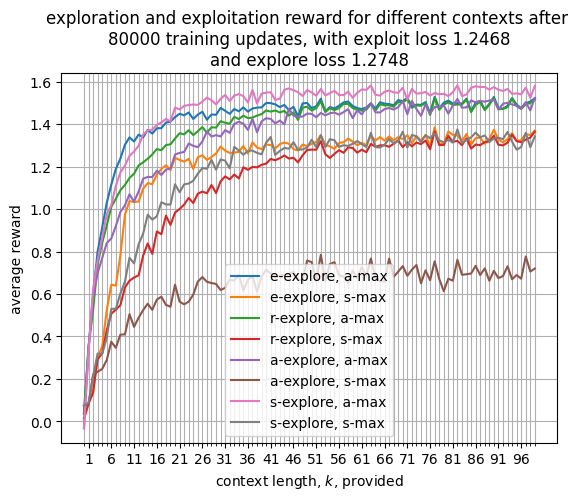 exploration and exploitation reward for different contexts after
80000 training updates, with exploit loss 1.2468
and explore loss 1.2748
1.6
1.4
1.2
1.0
0.8
0.6
0.4
0.2
0.0
average reward
e-explore, a-max
e-explore, s-max
r-explore, a-max
r-explore, s-max
a-explore, a-max
a-explore, s-max
s-explore, a-max
s-explore, s-max
1 6 11 16 21 26 31 36 41 46 51 56 61 66 71 76 81 86 91 96
context length, k, provided